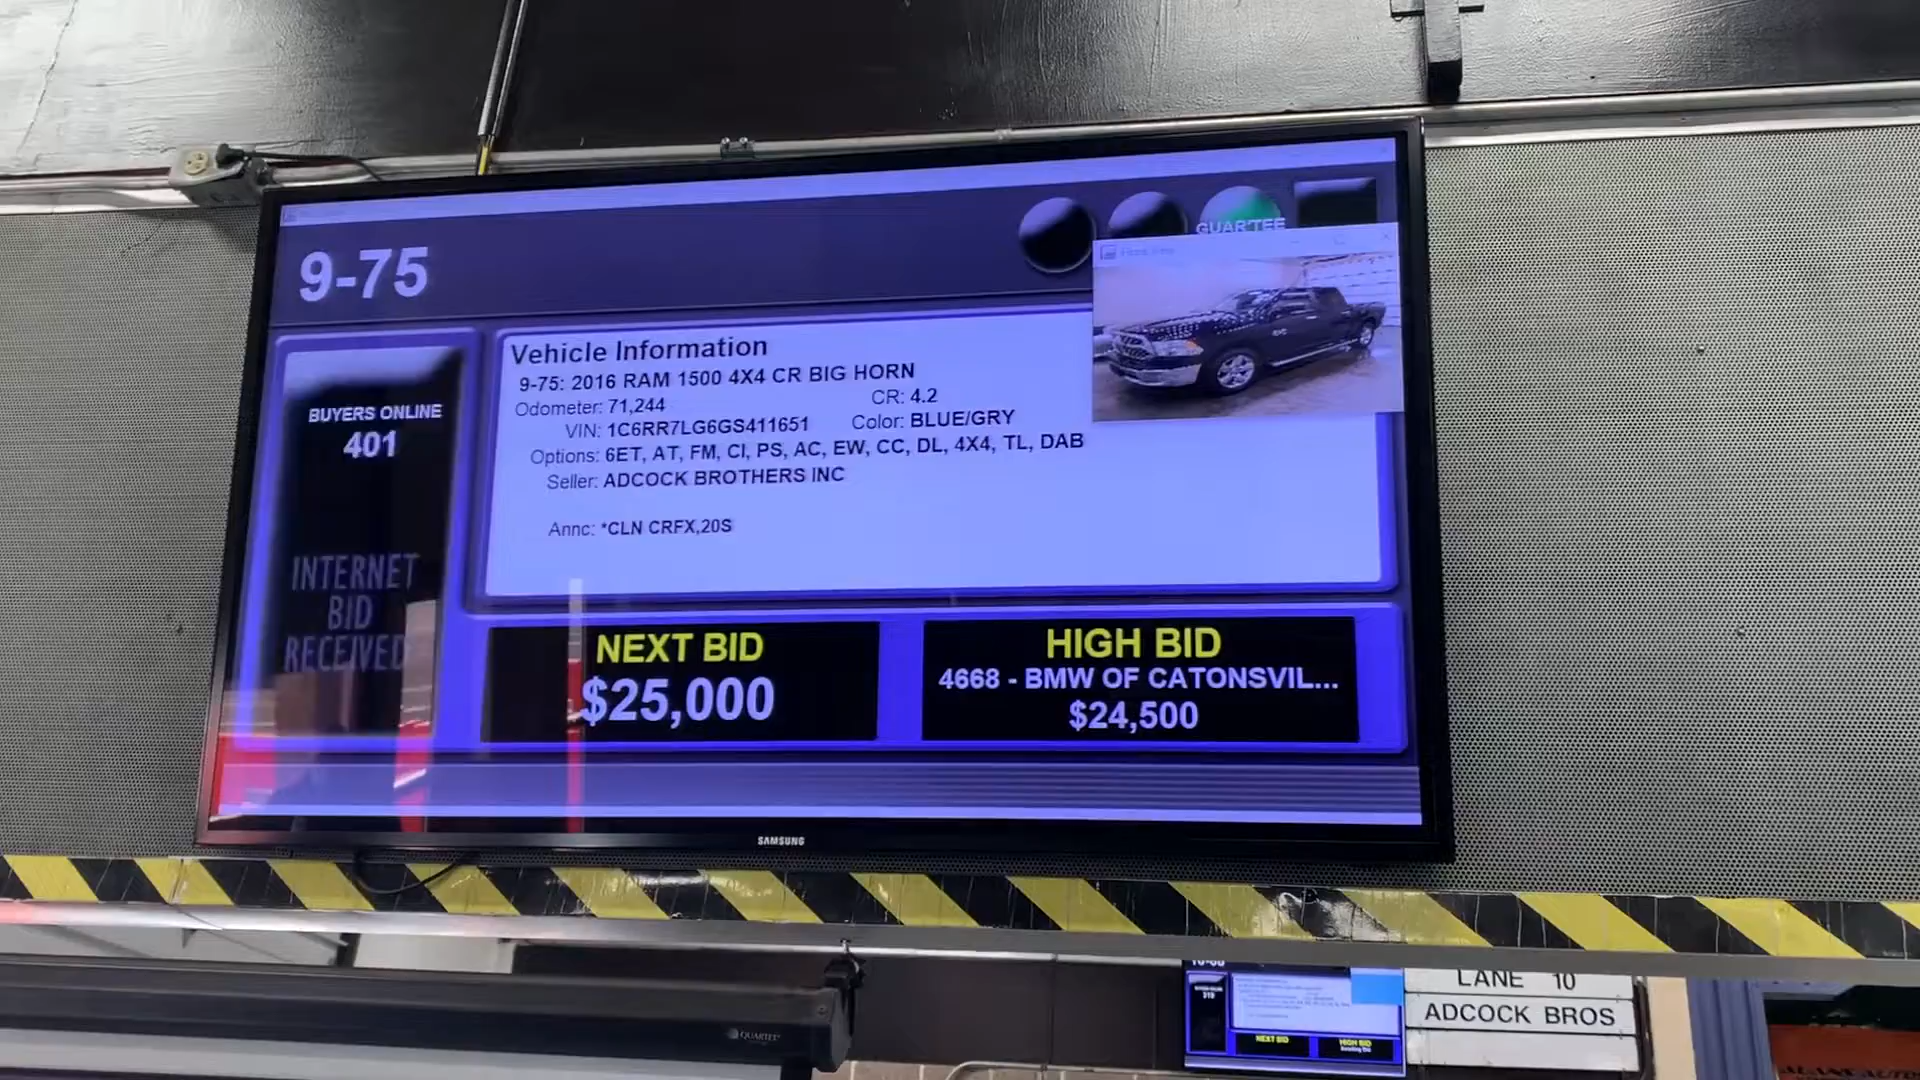 9-75
GUAR'TEE
Vehicle Information
9-75: 2016 RAM 1500 4X4 CR BIG HORN
Odometer: 71,244 CR: 4.2
VIN: 1C6RR7LG6GS411651 Color: BLUE/GRY
Options: 6ET, AT, FM, CI, PS, AC, EW, CC, DL, 4X4, TL, DAB
Seller: ADCOCK BROTHERS INC
Annc: *CLN CRFX,20S
BUYERS ONLINE
401
INTERNET
BID
RECEIVED
NEXT BID
$25,000
HIGH BID
4668 - BMW OF CATONSVIL...
$24,500
SAMSUNG
QUARTET
NEXT BID
HIGH BID
LANE 10
ADCOCK BROS